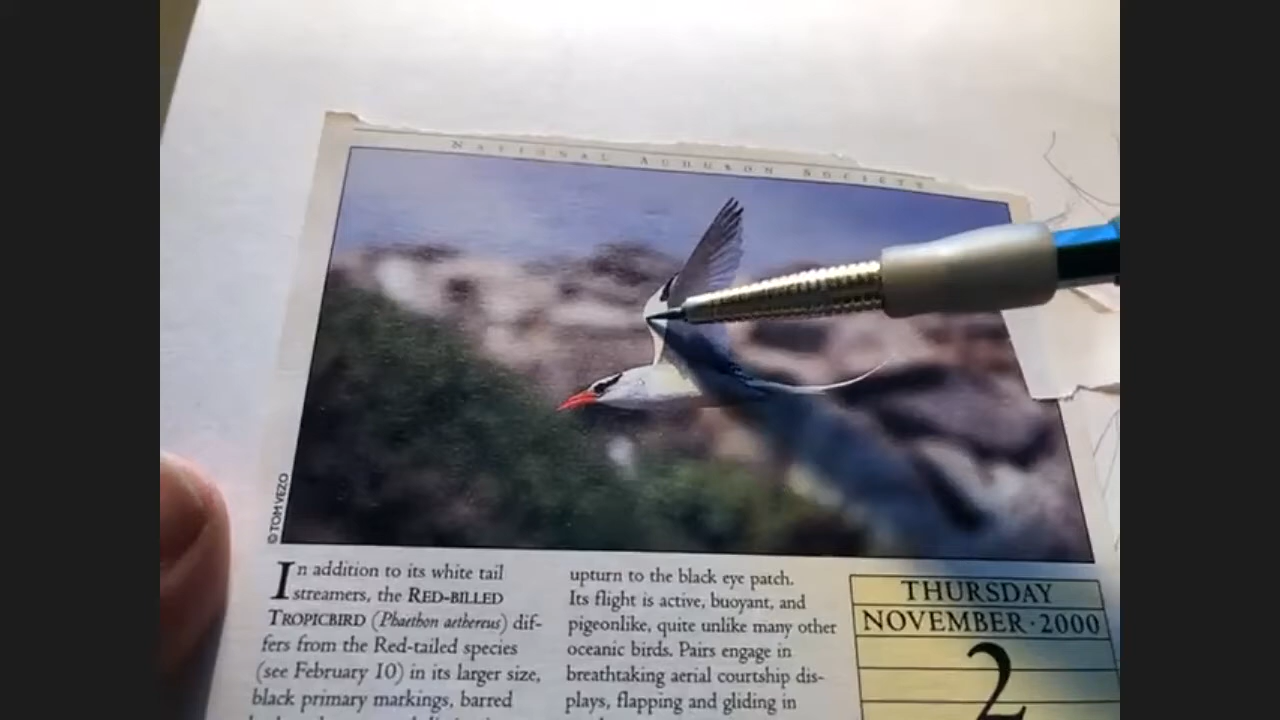 NATIONAL AUDUBON SOCIETY
© TOM VEZO
In addition to its white tail
streamers, the RED-BILLED
TROPICBIRD (Phaethon aethereus) dif-
fers from the Red-tailed species
(see February 10) in its larger size,
black primary markings, barred
upturn to the black eye patch.
Its flight is active, buoyant, and
pigeonlike, quite unlike many other
oceanic birds. Pairs engage in
breathtaking aerial courtship dis-
plays, flapping and gliding in
THURSDAY
NOVEMBER · 2000
2